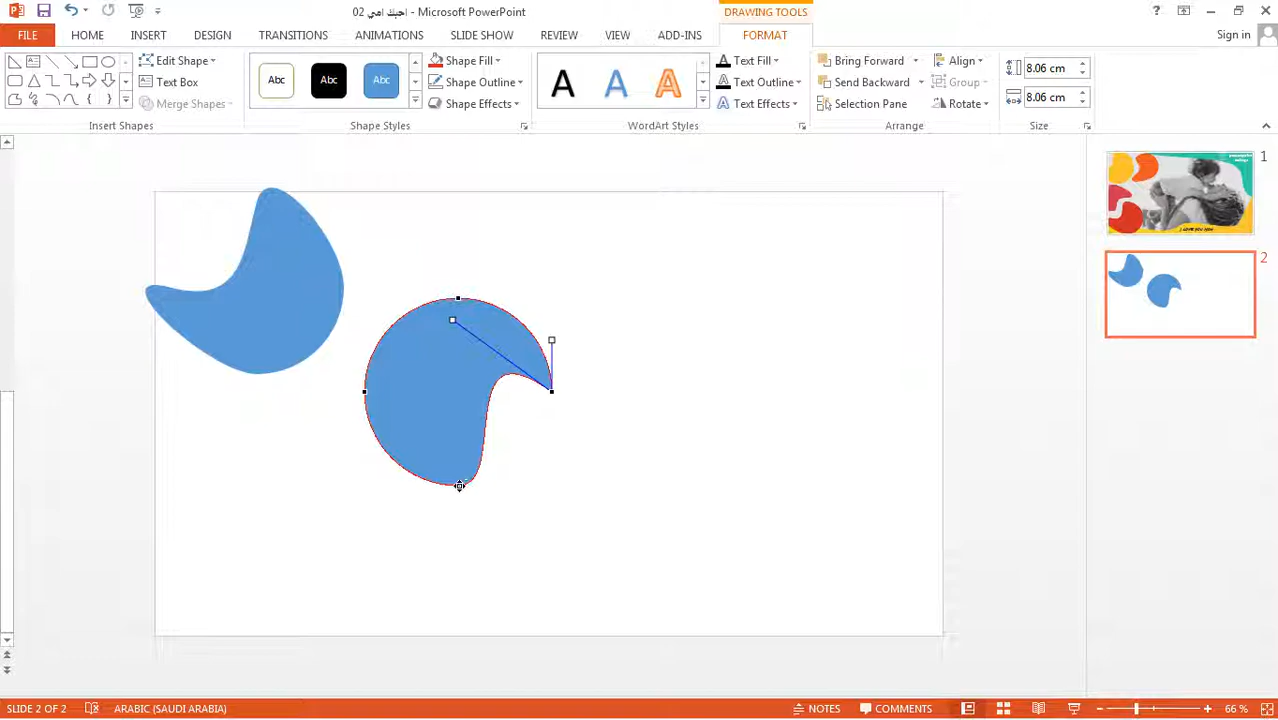 احبك امي 02 - Microsoft PowerPoint
DRAWING TOOLS
FILE
HOME
INSERT
DESIGN
TRANSITIONS
ANIMATIONS
SLIDE SHOW
REVIEW
VIEW
ADD-INS
FORMAT
Sign in
Edit Shape
Text Box
Merge Shapes
Insert Shapes
Abc
Abc
Abc
Shape Fill
Shape Outline
Shape Effects
Shape Styles
A
A
A
Text Fill
Text Outline
Text Effects
WordArt Styles
Bring Forward
Send Backward
Selection Pane
Align
Group
Rotate
Arrange
8.06 cm
8.06 cm
Size
1
I LOVE YOU MOM
2
SLIDE 2 OF 2
ARABIC (SAUDI ARABIA)
NOTES
COMMENTS
66 %